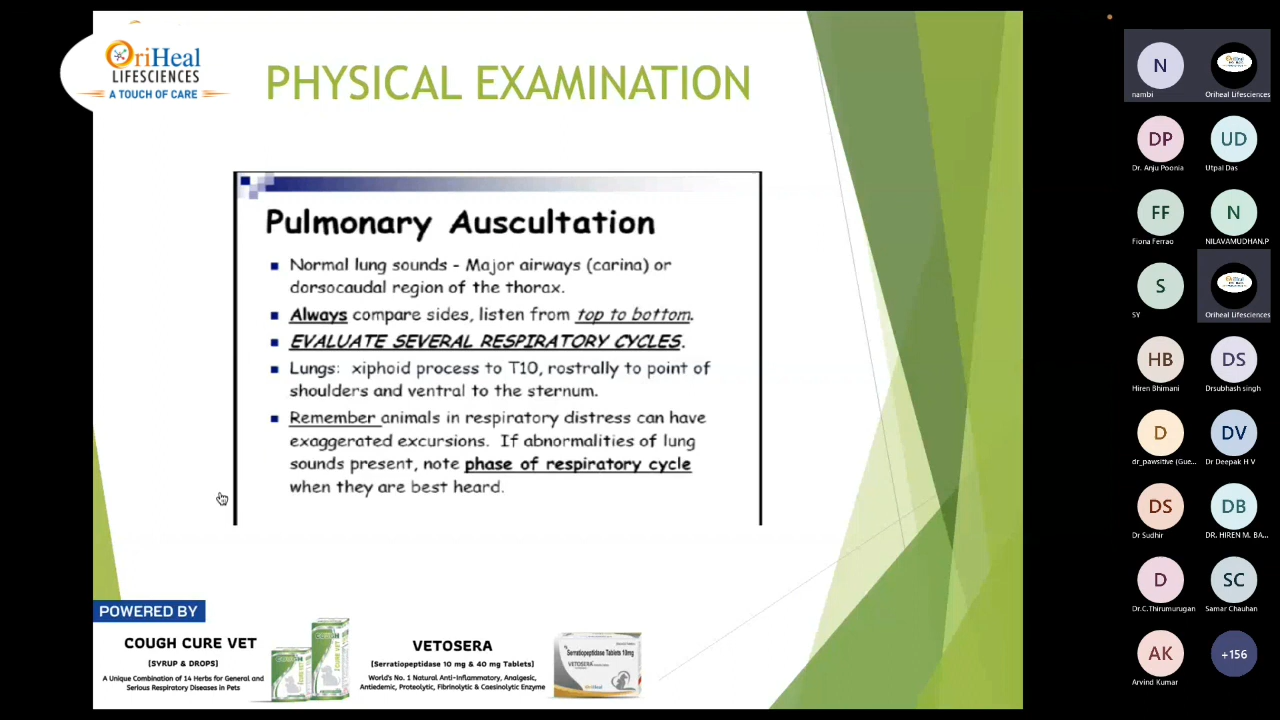 OriHeal
LIFESCIENCES
A TOUCH OF CARE
PHYSICAL EXAMINATION
Pulmonary Auscultation
Normal lung sounds - Major airways (carina) or
dorsocaudal region of the thorax.
Always compare sides, listen from top to bottom.
EVALUATE SEVERAL RESPIRATORY CYCLES.
Lungs: xiphoid process to T10, rostrally to point of
shoulders and ventral to the sternum.
Remember animals in respiratory distress can have
exaggerated excursions. If abnormalities of lung
sounds present, note phase of respiratory cycle
when they are best heard.
POWERED BY
COUGH CURE VET
(SYRUP & DROPS)
A Unique Combination of 14 Herbs for General and
Serious Respiratory Diseases in Pets
VETOSERA
(Serratiopeptidase 10 mg & 40 mg Tablets)
World's No. 1 Natural Anti-Inflammatory, Analgesic,
Antiedemic, Proteolytic, Fibrinolytic & Caesinolytic Enzyme
Serratiopeptidase Tablets 10mg
VETOSERA
N
nambi
Oriheal Lifesciences
DP
Dr. Anju Poonia
UD
Utpal Das
FF
Fiona Ferrao
N
NILAVAMUDHAN.P
S
SY
Oriheal Lifesciences
HB
Hiren Bhimani
DS
Drsubhash singh
D
dr_pawsitive (Gue...
DV
Dr Deepak H V
DS
Dr Sudhir
DB
DR. HIREN M. BA...
D
Dr.C.Thirumurugan
SC
Samar Chauhan
AK
Arvind Kumar
+156